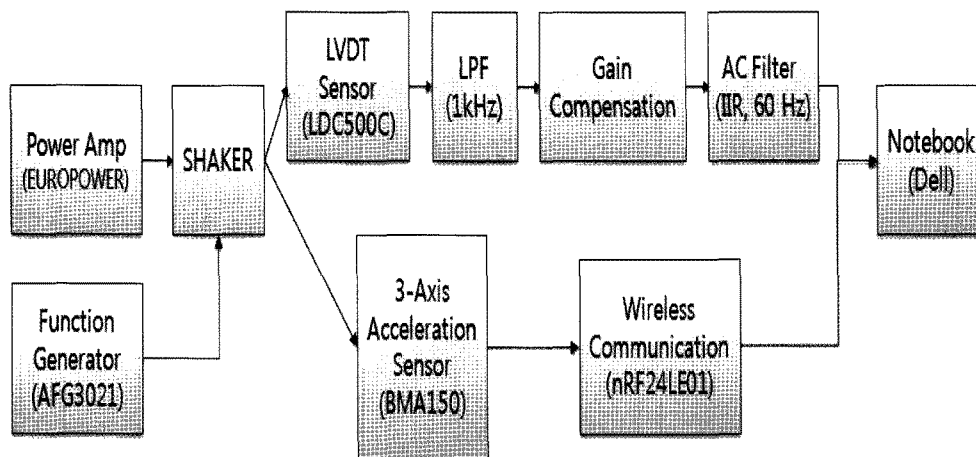 Power Amp
(EUROPOWER)
Function
Generator
(AFG3021)
SHAKER
LVDT
Sensor
(LDC500C)
LPF
(1kHz)
Gain
Compensation
AC Filter
(IIR, 60 Hz)
3-Axis
Acceleration
Sensor
(BMA150)
Wireless
Communication
(nRF24LE01)
Notebook
(Dell)